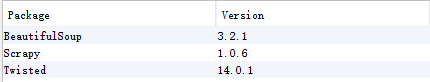 Package Version
BeautifulSoup 3.2.1
Scrapy 1.0.6
Twisted 14.0.1